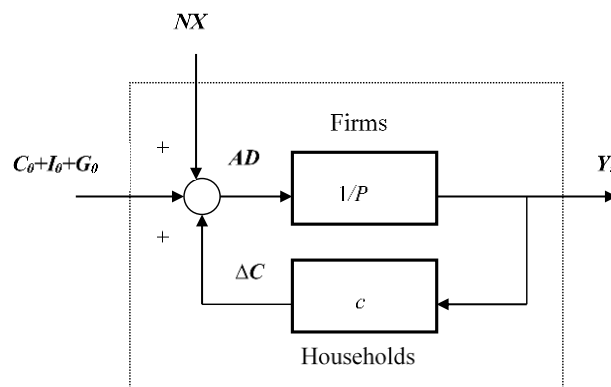 NX
Firms
+
AD
C₀+I₀+G₀
1/P
+
ΔC
c
Households